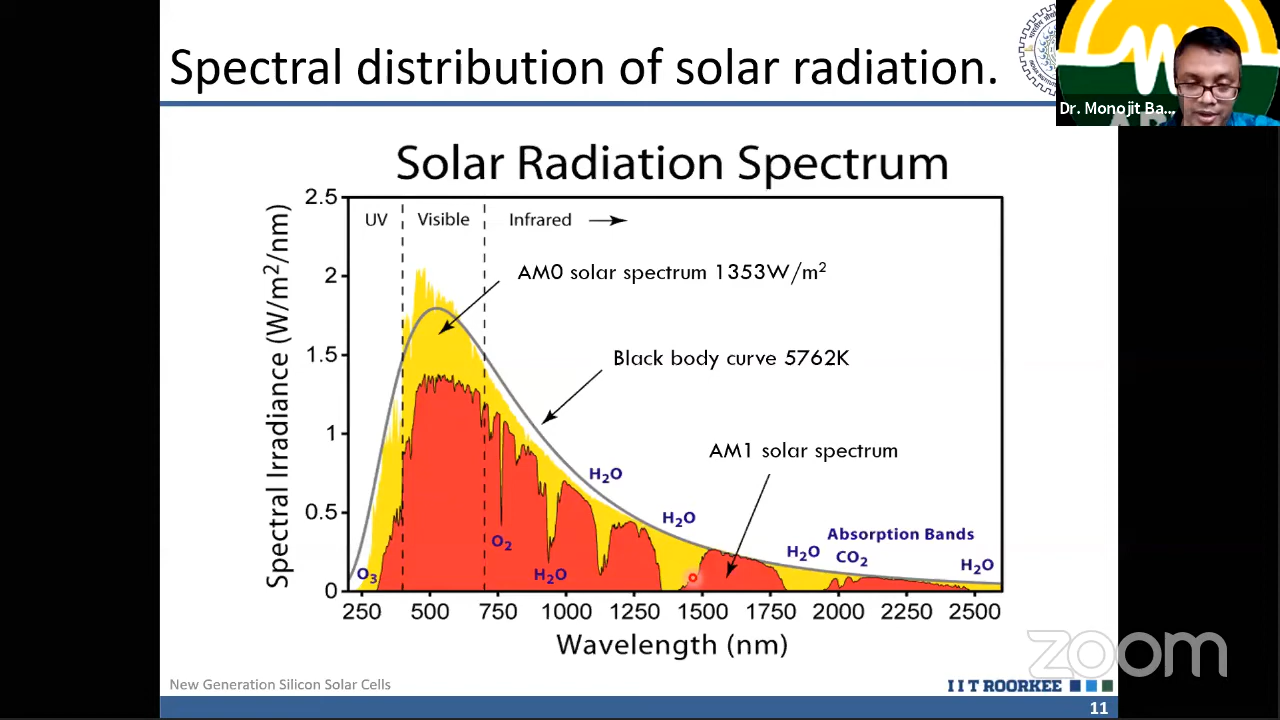 Spectral distribution of solar radiation.
Dr. Monojit Ba...
Solar Radiation Spectrum
Spectral Irradiance (W/m²/nm)
2.5
2
1.5
1
0.5
0
UV
Visible
Infrared
AM0 solar spectrum 1353W/m²
Black body curve 5762K
AM1 solar spectrum
H₂O
H₂O
Absorption Bands
H₂O
CO₂
H₂O
O₂
O₃
H₂O
250 500 750 1000 1250 1500 1750 2000 2250 2500
Wavelength (nm)
zoom
New Generation Silicon Solar Cells
I I T ROORKEE
11